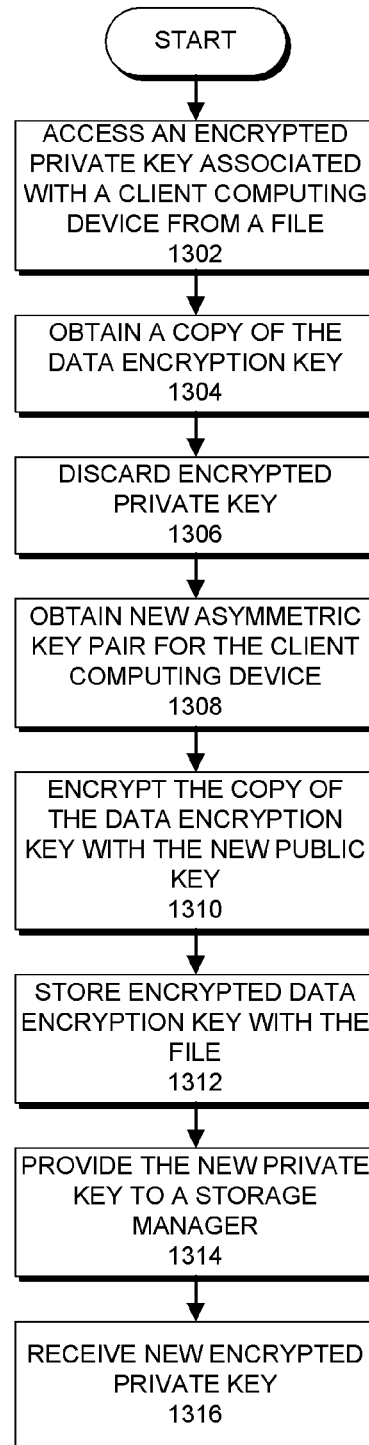 START
ACCESS AN ENCRYPTED
PRIVATE KEY ASSOCIATED
WITH A CLIENT COMPUTING
DEVICE FROM A FILE
1302
OBTAIN A COPY OF THE
DATA ENCRYPTION KEY
1304
DISCARD ENCRYPTED
PRIVATE KEY
1306
OBTAIN NEW ASYMMETRIC
KEY PAIR FOR THE CLIENT
COMPUTING DEVICE
1308
ENCRYPT THE COPY OF
THE DATA ENCRYPTION
KEY WITH THE NEW PUBLIC
KEY
1310
STORE ENCRYPTED DATA
ENCRYPTION KEY WITH THE
FILE
1312
PROVIDE THE NEW PRIVATE
KEY TO A STORAGE
MANAGER
1314
RECEIVE NEW ENCRYPTED
PRIVATE KEY
1316